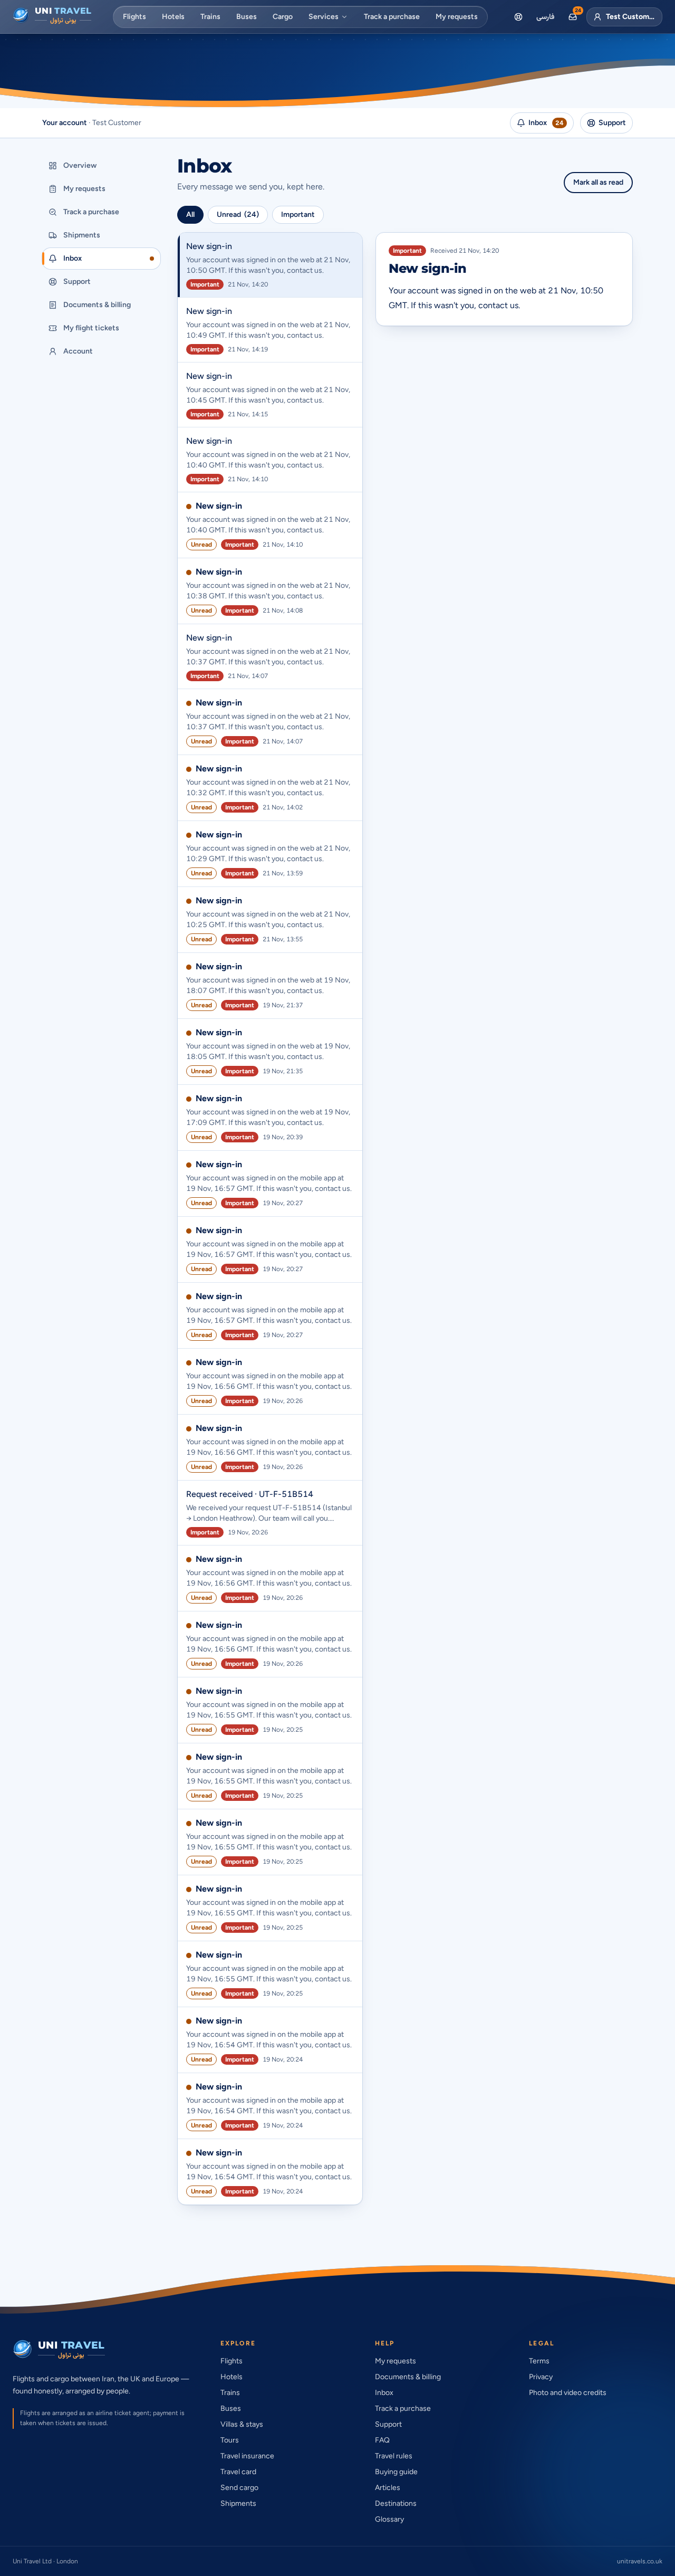 UNI TRAVEL
یونی تراول
Flights
Hotels
Trains
Buses
Cargo
Services
Track a purchase
My requests
فارسی
24
Test Custom...
Your account · Test Customer
Inbox 24
Support
Overview
My requests
Track a purchase
Shipments
Inbox
Support
Documents & billing
My flight tickets
Account
Inbox
Every message we send you, kept here.
Mark all as read
All
Unread (24)
Important
New sign-in
Your account was signed in on the web at 21 Nov,
10:50 GMT. If this wasn't you, contact us.
Important 21 Nov, 14:20
New sign-in
Your account was signed in on the web at 21 Nov,
10:49 GMT. If this wasn't you, contact us.
Important 21 Nov, 14:19
New sign-in
Your account was signed in on the web at 21 Nov,
10:45 GMT. If this wasn't you, contact us.
Important 21 Nov, 14:15
New sign-in
Your account was signed in on the web at 21 Nov,
10:40 GMT. If this wasn't you, contact us.
Important 21 Nov, 14:10
New sign-in
Your account was signed in on the web at 21 Nov,
10:40 GMT. If this wasn't you, contact us.
Unread Important 21 Nov, 14:10
New sign-in
Your account was signed in on the web at 21 Nov,
10:38 GMT. If this wasn't you, contact us.
Unread Important 21 Nov, 14:08
New sign-in
Your account was signed in on the web at 21 Nov,
10:37 GMT. If this wasn't you, contact us.
Important 21 Nov, 14:07
New sign-in
Your account was signed in on the web at 21 Nov,
10:37 GMT. If this wasn't you, contact us.
Unread Important 21 Nov, 14:07
New sign-in
Your account was signed in on the web at 21 Nov,
10:32 GMT. If this wasn't you, contact us.
Unread Important 21 Nov, 14:02
New sign-in
Your account was signed in on the web at 21 Nov,
10:29 GMT. If this wasn't you, contact us.
Unread Important 21 Nov, 13:59
New sign-in
Your account was signed in on the web at 21 Nov,
10:25 GMT. If this wasn't you, contact us.
Unread Important 21 Nov, 13:55
New sign-in
Your account was signed in on the web at 19 Nov,
18:07 GMT. If this wasn't you, contact us.
Unread Important 19 Nov, 21:37
New sign-in
Your account was signed in on the web at 19 Nov,
18:05 GMT. If this wasn't you, contact us.
Unread Important 19 Nov, 21:35
New sign-in
Your account was signed in on the web at 19 Nov,
17:09 GMT. If this wasn't you, contact us.
Unread Important 19 Nov, 20:39
New sign-in
Your account was signed in on the mobile app at
19 Nov, 16:57 GMT. If this wasn't you, contact us.
Unread Important 19 Nov, 20:27
New sign-in
Your account was signed in on the mobile app at
19 Nov, 16:57 GMT. If this wasn't you, contact us.
Unread Important 19 Nov, 20:27
New sign-in
Your account was signed in on the mobile app at
19 Nov, 16:57 GMT. If this wasn't you, contact us.
Unread Important 19 Nov, 20:27
New sign-in
Your account was signed in on the mobile app at
19 Nov, 16:56 GMT. If this wasn't you, contact us.
Unread Important 19 Nov, 20:26
New sign-in
Your account was signed in on the mobile app at
19 Nov, 16:56 GMT. If this wasn't you, contact us.
Unread Important 19 Nov, 20:26
Request received · UT-F-51B514
We received your request UT-F-51B514 (Istanbul
→ London Heathrow). Our team will call you....
Important 19 Nov, 20:26
New sign-in
Your account was signed in on the mobile app at
19 Nov, 16:56 GMT. If this wasn't you, contact us.
Unread Important 19 Nov, 20:26
New sign-in
Your account was signed in on the mobile app at
19 Nov, 16:56 GMT. If this wasn't you, contact us.
Unread Important 19 Nov, 20:26
New sign-in
Your account was signed in on the mobile app at
19 Nov, 16:55 GMT. If this wasn't you, contact us.
Unread Important 19 Nov, 20:25
New sign-in
Your account was signed in on the mobile app at
19 Nov, 16:55 GMT. If this wasn't you, contact us.
Unread Important 19 Nov, 20:25
New sign-in
Your account was signed in on the mobile app at
19 Nov, 16:55 GMT. If this wasn't you, contact us.
Unread Important 19 Nov, 20:25
New sign-in
Your account was signed in on the mobile app at
19 Nov, 16:55 GMT. If this wasn't you, contact us.
Unread Important 19 Nov, 20:25
New sign-in
Your account was signed in on the mobile app at
19 Nov, 16:55 GMT. If this wasn't you, contact us.
Unread Important 19 Nov, 20:25
New sign-in
Your account was signed in on the mobile app at
19 Nov, 16:54 GMT. If this wasn't you, contact us.
Unread Important 19 Nov, 20:24
New sign-in
Your account was signed in on the mobile app at
19 Nov, 16:54 GMT. If this wasn't you, contact us.
Unread Important 19 Nov, 20:24
New sign-in
Your account was signed in on the mobile app at
19 Nov, 16:54 GMT. If this wasn't you, contact us.
Unread Important 19 Nov, 20:24
Important Received 21 Nov, 14:20
New sign-in
Your account was signed in on the web at 21 Nov, 10:50
GMT. If this wasn't you, contact us.
UNI TRAVEL
یونی تراول
Flights and cargo between Iran, the UK and Europe —
found honestly, arranged by people.
Flights are arranged as an airline ticket agent; payment is
taken when tickets are issued.
EXPLORE
Flights
Hotels
Trains
Buses
Villas & stays
Tours
Travel insurance
Travel card
Send cargo
Shipments
HELP
My requests
Documents & billing
Inbox
Track a purchase
Support
FAQ
Travel rules
Buying guide
Articles
Destinations
Glossary
LEGAL
Terms
Privacy
Photo and video credits
Uni Travel Ltd · London
unitravels.co.uk